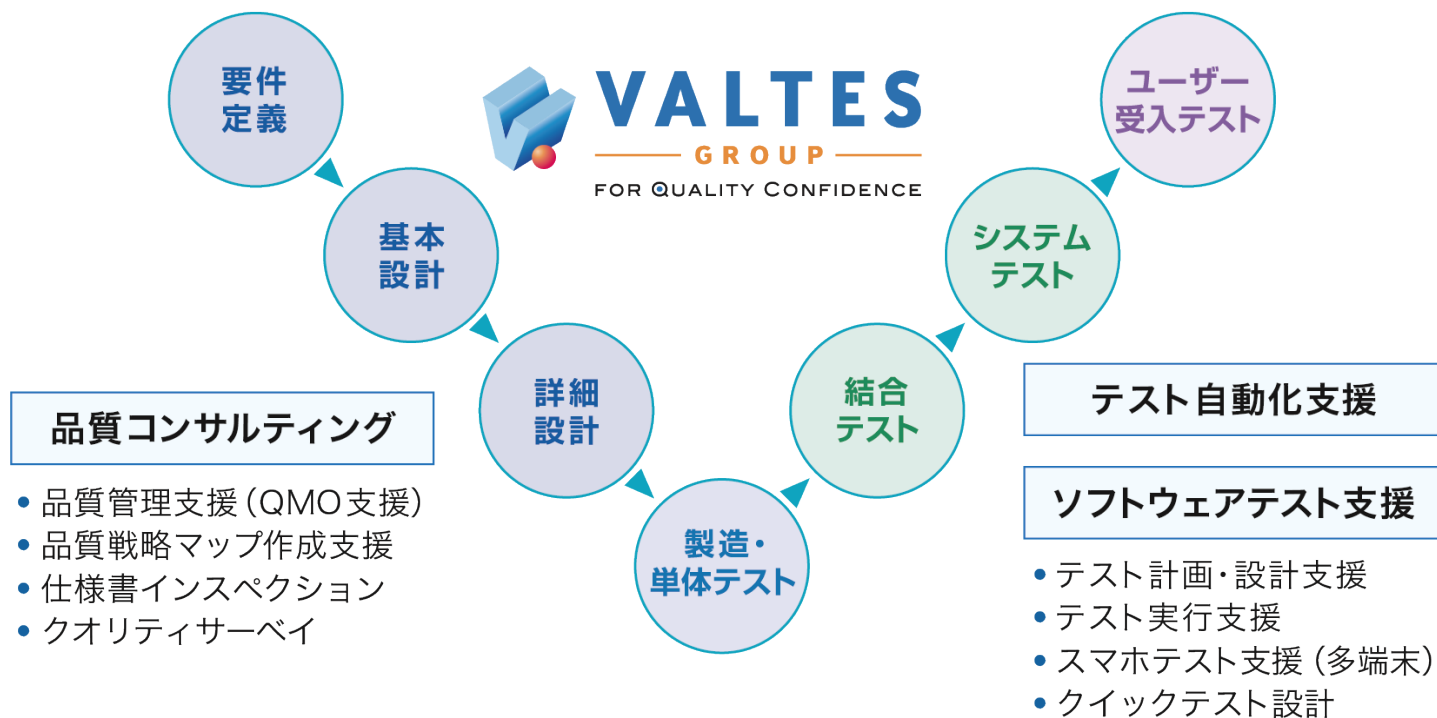 要件
定義
VALTES
GROUP
FOR QUALITY CONFIDENCE
ユーザー
受入テスト
基本
設計
システム
テスト
詳細
設計
結合
テスト
製造・
単体テスト
品質コンサルティング
• 品質管理支援（QMO支援）
• 品質戦略マップ作成支援
• 仕様書インスペクション
• クオリティサーベイ
テスト自動化支援
ソフトウェアテスト支援
• テスト計画・設計支援
• テスト実行支援
• スマホテスト支援（多端末）
• クイックテスト設計